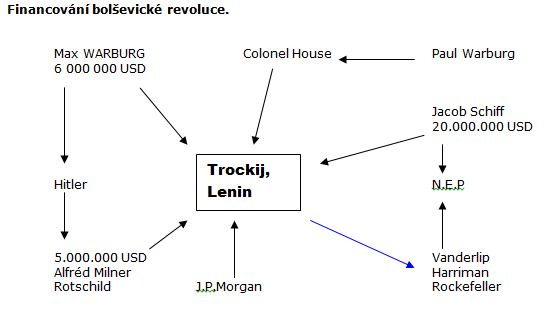 Financování bolševické revoluce.
Max WARBURG
6 000 000 USD
Colonel House
Paul Warburg
Jacob Schiff
20.000.000 USD
Trockij,
Lenin
Hitler
N.E.P
5.000.000 USD
Alfréd Milner
Rotschild
J.P.Morgan
Vanderlip
Harriman
Rockefeller